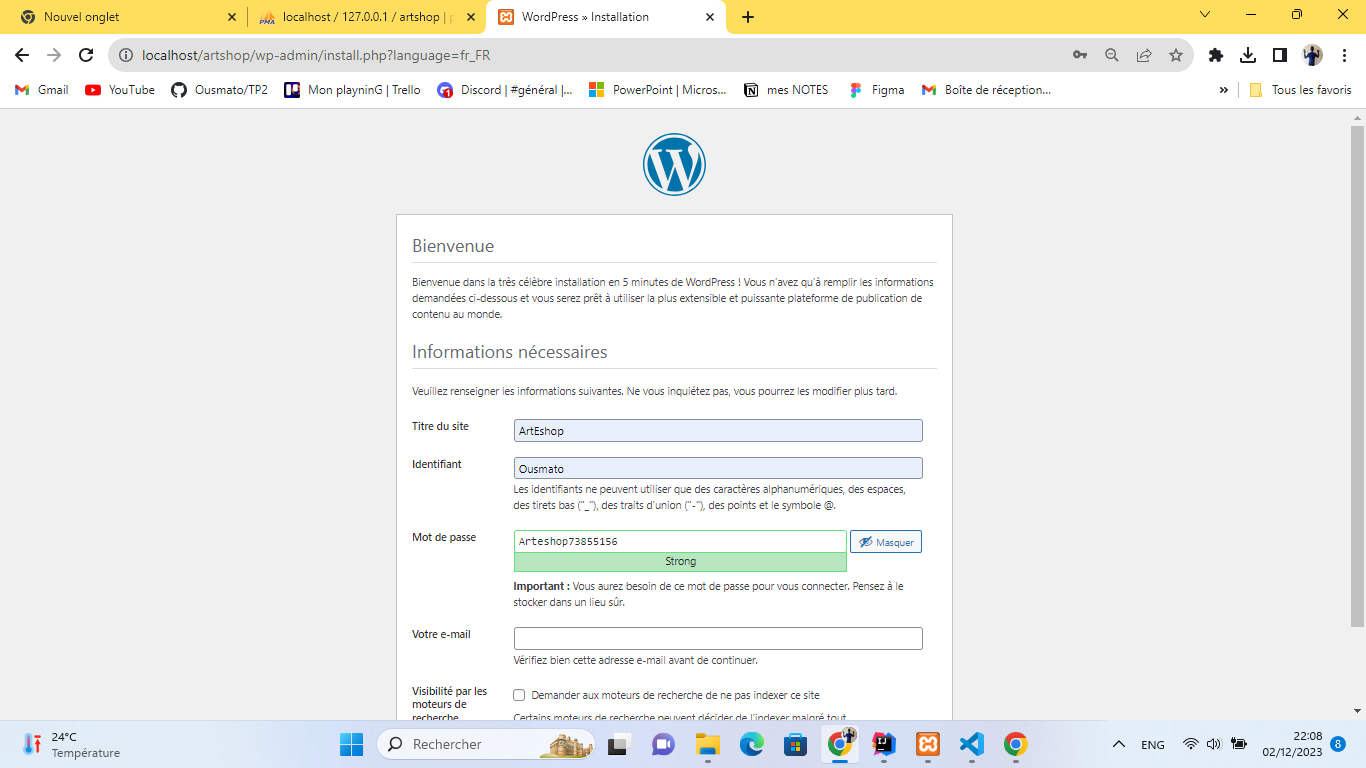 Nouvel onglet
localhost / 127.0.0.1 / artshop | p
WordPress » Installation
localhost/artshop/wp-admin/install.php?language=fr_FR
Gmail
YouTube
Ousmato/TP2
Mon playninG | Trello
Discord | #général |...
PowerPoint | Micros...
mes NOTES
Figma
Boîte de réception...
»
Tous les favoris
Bienvenue
Bienvenue dans la très célèbre installation en 5 minutes de WordPress ! Vous n’avez qu’à remplir les informations
demandées ci-dessous et vous serez prêt à utiliser la plus extensible et puissante plateforme de publication de
contenu au monde.
Informations nécessaires
Veuillez renseigner les informations suivantes. Ne vous inquiétez pas, vous pourrez les modifier plus tard.
Titre du site
ArtEshop
Identifiant
Ousmato
Les identifiants ne peuvent utiliser que des caractères alphanumériques, des espaces,
des tirets bas ("_"), des traits d’union ("-"), des points et le symbole @.
Mot de passe
Arteshop73855156
Masquer
Strong
Important : Vous aurez besoin de ce mot de passe pour vous connecter. Pensez à le
stocker dans un lieu sûr.
Votre e-mail
Vérifiez bien cette adresse e-mail avant de continuer.
Visibilité par les
moteurs de
recherche
Demander aux moteurs de recherche de ne pas indexer ce site
Certains moteurs de recherche peuvent décider de l’indexer malgré tout.
24°C
Température
Rechercher
ENG
22:08
02/12/2023
8